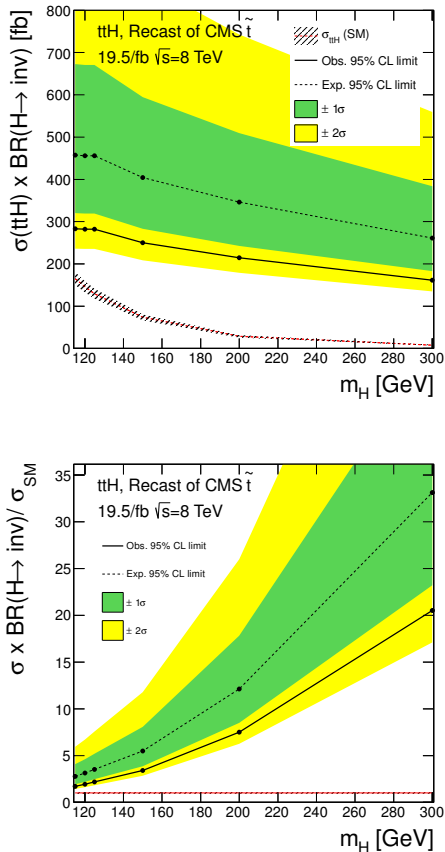 ttH, Recast of CMS t̃
19.5/fb √s=8 TeV
σ_ttH (SM)
Obs. 95% CL limit
Exp. 95% CL limit
± 1σ
± 2σ
σ(ttH) x BR(H→ inv) [fb]
800
700
600
500
400
300
200
100
0
120 140 160 180 200 220 240 260 280 300
m_H [GeV]
ttH, Recast of CMS t̃
19.5/fb √s=8 TeV
Obs. 95% CL limit
Exp. 95% CL limit
± 1σ
± 2σ
σ x BR(H→ inv)/ σ_SM
35
30
25
20
15
10
5
0
120 140 160 180 200 220 240 260 280 300
m_H [GeV]